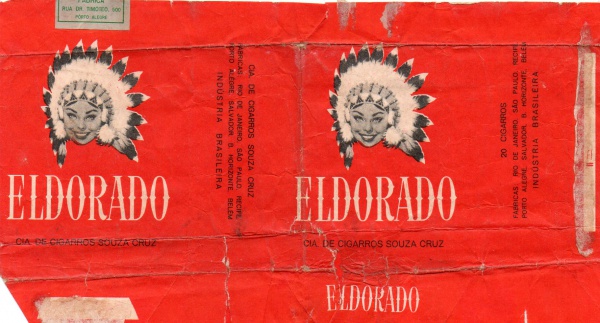 FÁBRICA
RUA DR. TIMOTEO,
PORTO ALEGRE
CIA. DE CIGARROS SOUZA CRUZ
FÁBRICAS: RIO DE JANEIRO, SÃO PAULO, RECIFE
PORTO ALEGRE, SALVADOR, B. HORIZONTE, BELÉM
INDÚSTRIA BRASILEIRA
ELDORADO
CIA. DE CIGARROS SOUZA CRUZ
20 CIGARROS
FÁBRICAS: RIO DE JANEIRO, SÃO PAULO, RECIFE
PORTO ALEGRE, SALVADOR, B. HORIZONTE, BELÉM
INDÚSTRIA BRASILEIRA
ELDORADO
CIA. DE CIGARROS SOUZA CRUZ
ELDORADO